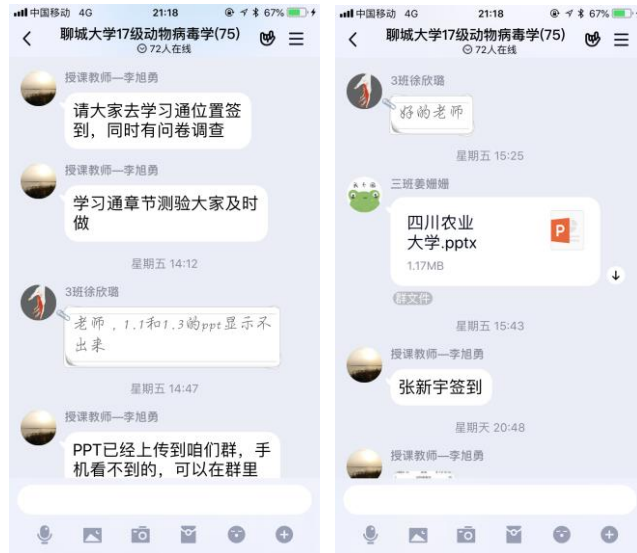 中国移动 4G 21:18 67%
聊城大学17级动物病毒学(75)
72人在线
授课教师—李旭勇
请大家去学习通位置签
到，同时有问卷调查
授课教师—李旭勇
学习通章节测验大家及时
做
星期五 14:12
3班徐欣璐
老师，1.1和1.3的ppt显示不
出来
星期五 14:47
授课教师—李旭勇
PPT已经上传到咱们群，手
机看不到的，可以在群里
中国移动 4G 21:18 67%
聊城大学17级动物病毒学(75)
72人在线
3班徐欣璐
好的老师
星期五 15:25
三班姜姗姗
四川农业
大学.pptx
P
1.17MB
群文件
星期五 15:43
授课教师—李旭勇
张新宇签到
星期天 20:48
授课教师—李旭勇